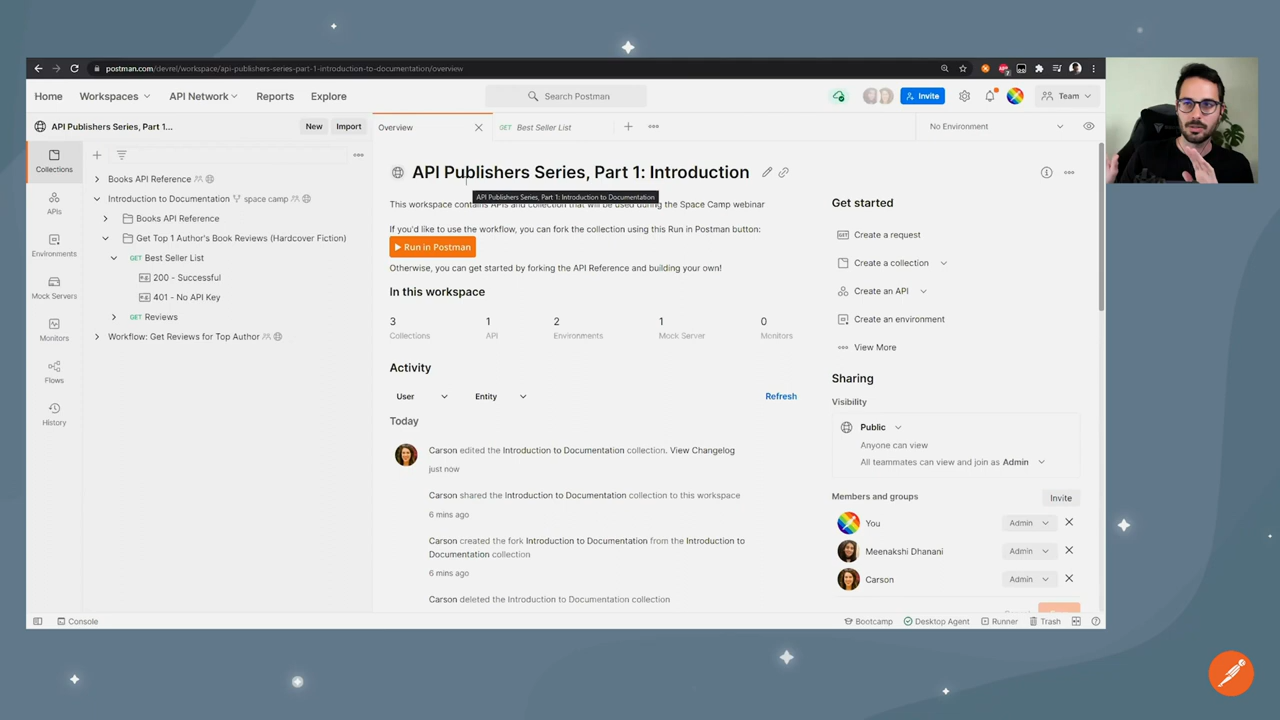 postman.com/devrel/workspace/api-publishers-series-part-1-introduction-to-documentation/overview
Home
Workspaces
API Network
Reports
Explore
Search Postman
Invite
Team
API Publishers Series, Part 1...
New
Import
Overview
GET Best Seller List
No Environment
Collections
APIs
Environments
Mock Servers
Monitors
Flows
History
Books API Reference
Introduction to Documentation space camp
Books API Reference
Get Top 1 Author's Book Reviews (Hardcover Fiction)
GET Best Seller List
200 - Successful
401 - No API Key
GET Reviews
Workflow: Get Reviews for Top Author
API Publishers Series, Part 1: Introduction
API Publishers Series, Part 1: Introduction to Documentation
This workspace contains APIs and collection that will be used during the Space Camp webinar
If you'd like to use the workflow, you can fork the collection using this Run in Postman button:
Run in Postman
Otherwise, you can get started by forking the API Reference and building your own!
In this workspace
3 1 2 1 0
Collections API Environments Mock Server Monitors
Activity
User Entity Refresh
Today
Carson edited the Introduction to Documentation collection. View Changelog
just now
Carson shared the Introduction to Documentation collection to this workspace
6 mins ago
Carson created the fork Introduction to Documentation from the Introduction to
Documentation collection
6 mins ago
Carson deleted the Introduction to Documentation collection
Get started
Create a request
Create a collection
Create an API
Create an environment
View More
Sharing
Visibility
Public
Anyone can view
All teammates can view and join as Admin
Members and groups
Invite
You Admin
Meenakshi Dhanani Admin
Carson Admin
Console
Bootcamp
Desktop Agent
Runner
Trash